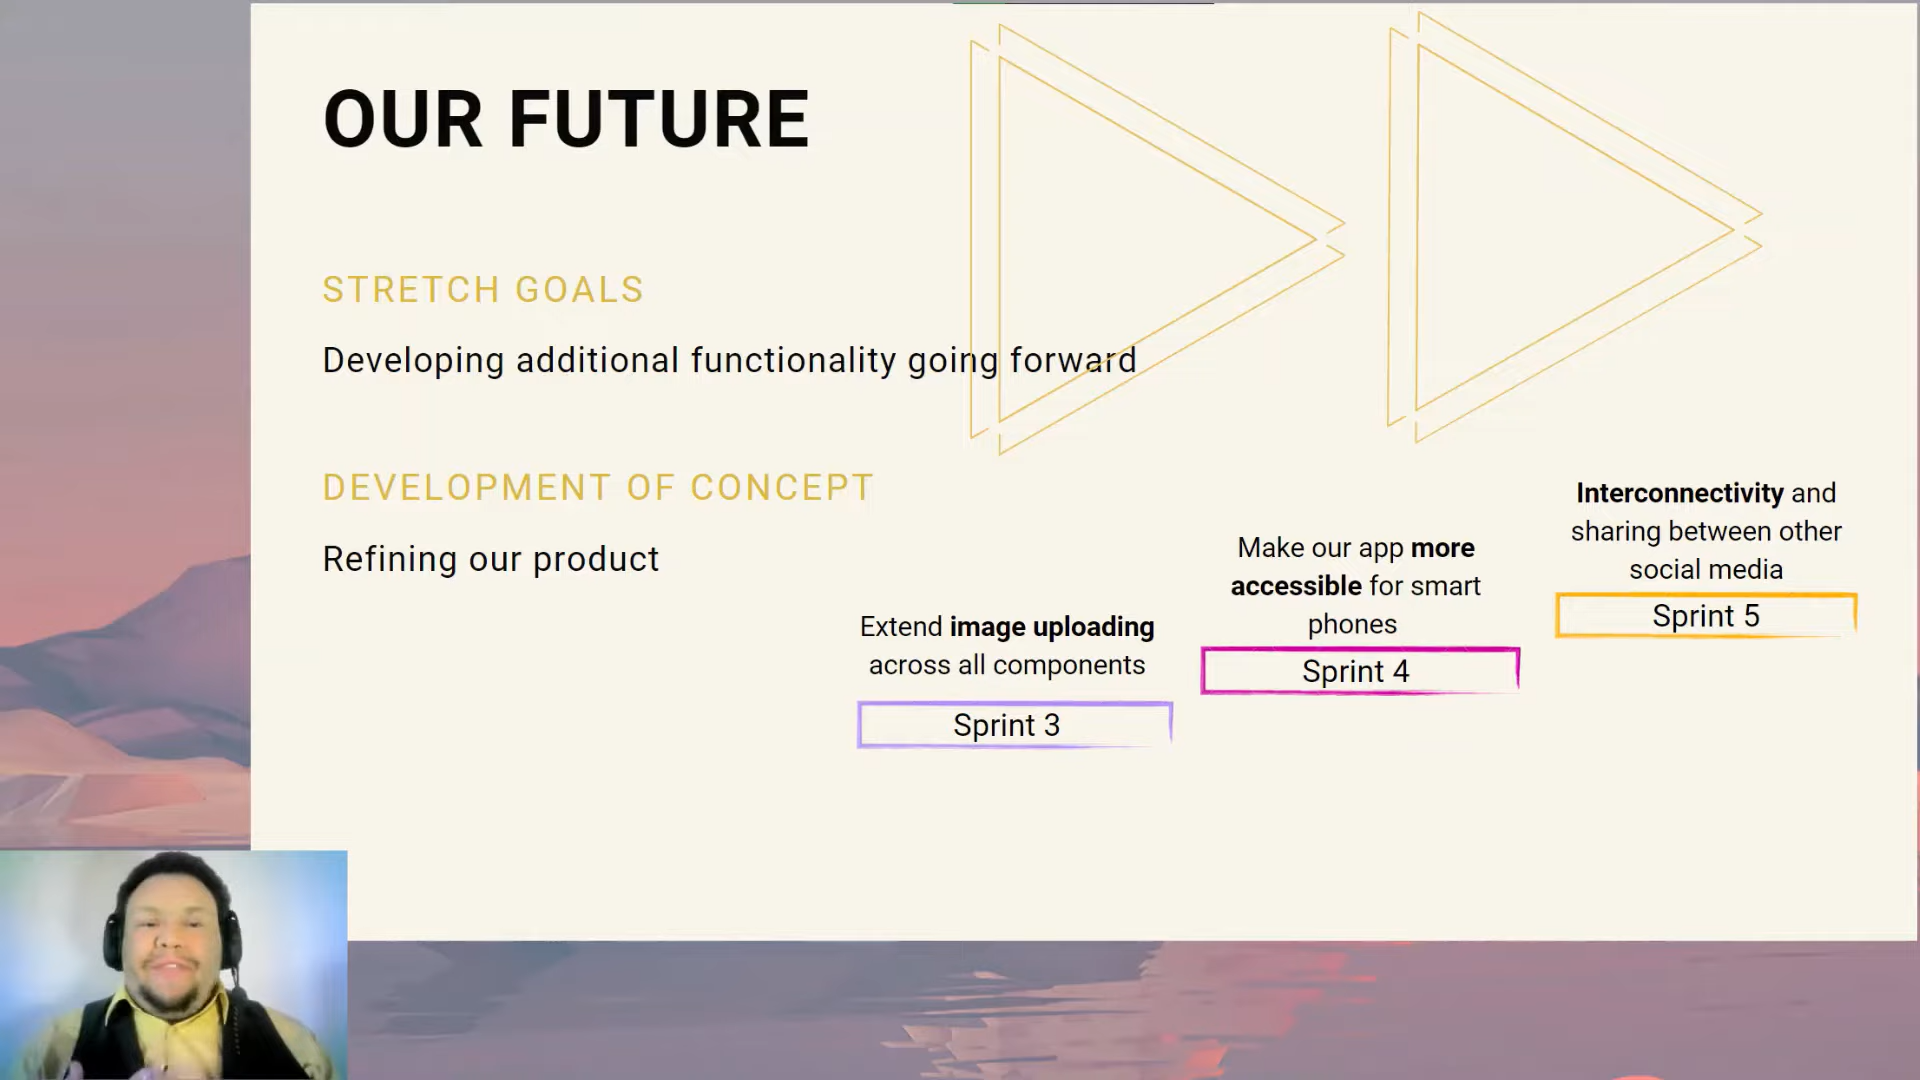 OUR FUTURE
STRETCH GOALS
Developing additional functionality going forward
DEVELOPMENT OF CONCEPT
Refining our product
Extend image uploading
across all components
Sprint 3
Make our app more
accessible for smart
phones
Sprint 4
Interconnectivity and
sharing between other
social media
Sprint 5